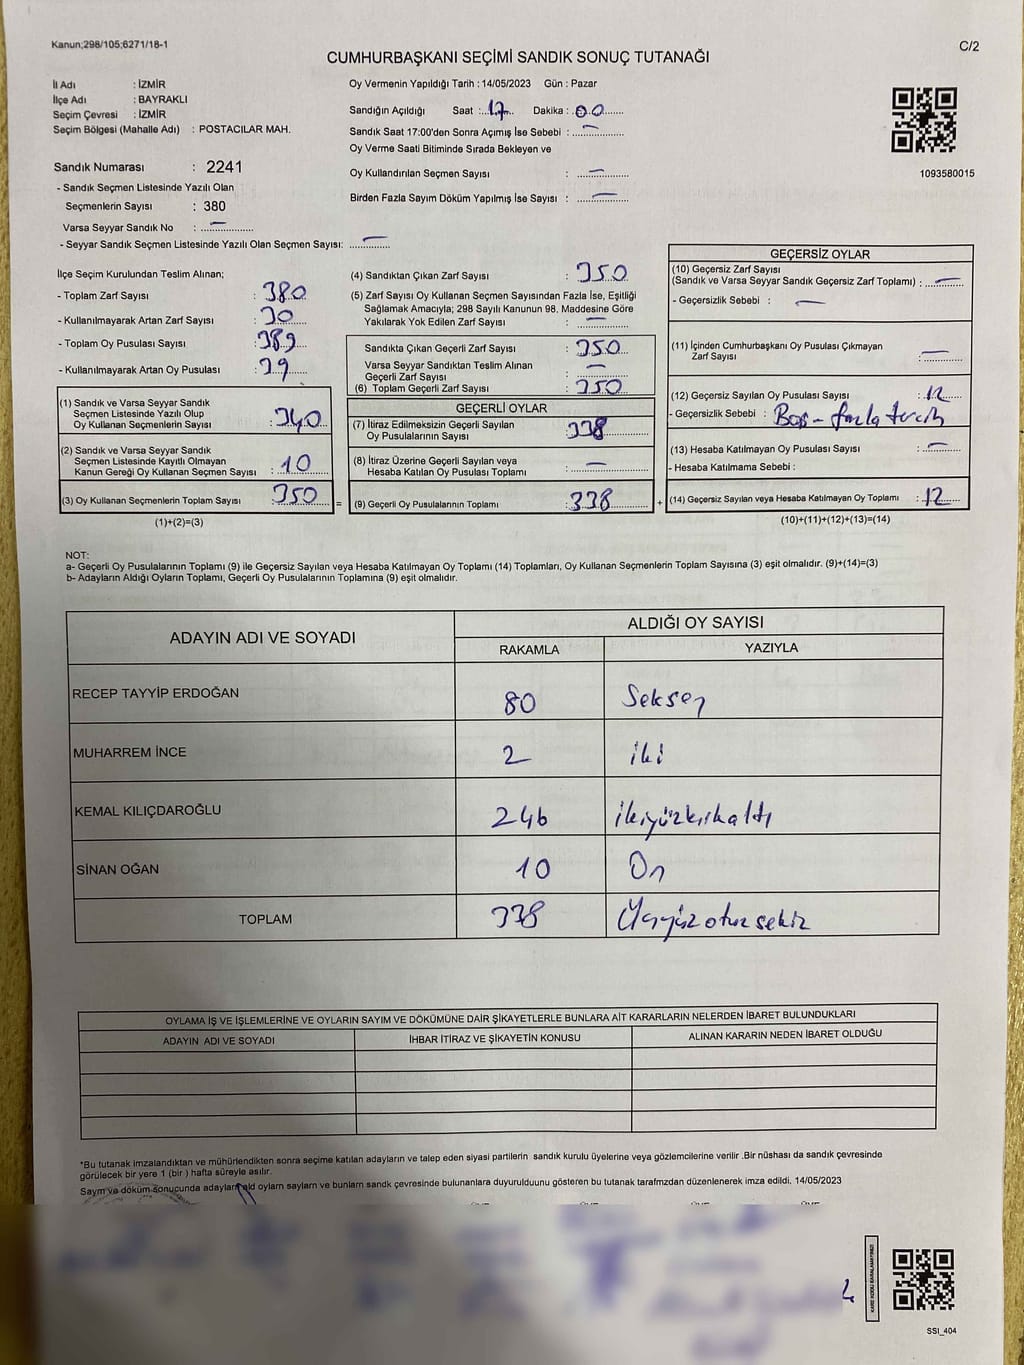 Kanun;298/105;6271/18-1
C/2
CUMHURBAŞKANI SEÇİMİ SANDIK SONUÇ TUTANAĞI
İl Adı : İZMİR
İlçe Adı : BAYRAKLI
Seçim Çevresi : İZMİR
Seçim Bölgesi (Mahalle Adı) : POSTACILAR MAH.
Sandık Numarası : 2241
- Sandık Seçmen Listesinde Yazılı Olan
Seçmenlerin Sayısı : 380
Varsa Seyyar Sandık No : —
- Seyyar Sandık Seçmen Listesinde Yazılı Olan Seçmen Sayısı: —
Oy Vermenin Yapıldığı Tarih : 14/05/2023 Gün : Pazar
Sandığın Açıldığı Saat : 17 Dakika : 00
Sandık Saat 17:00'den Sonra Açımış İse Sebebi : —
Oy Verme Saati Bitiminde Sırada Bekleyen ve
Oy Kullandırılan Seçmen Sayısı : —
Birden Fazla Sayım Döküm Yapılmış İse Sayısı : —
1093580015
İlçe Seçim Kurulundan Teslim Alınan;
- Toplam Zarf Sayısı : 380
- Kullanılmayarak Artan Zarf Sayısı : 30
- Toplam Oy Pusulası Sayısı : 389
- Kullanılmayarak Artan Oy Pusulası : 39
(1) Sandık ve Varsa Seyyar Sandık
Seçmen Listesinde Yazılı Olup
Oy Kullanan Seçmenlerin Sayısı : 340
(2) Sandık ve Varsa Seyyar Sandık
Seçmen Listesinde Kayıtlı Olmayan
Kanun Gereği Oy Kullanan Seçmen Sayısı : 10
(3) Oy Kullanan Seçmenlerin Toplam Sayısı : 350 =
(1)+(2)=(3)
(4) Sandıktan Çıkan Zarf Sayısı : 350
(5) Zarf Sayısı Oy Kullanan Seçmen Sayısından Fazla İse, Eşitliği
Sağlamak Amacıyla; 298 Sayılı Kanunun 98. Maddesine Göre
Yakılarak Yok Edilen Zarf Sayısı : —
Sandıkta Çıkan Geçerli Zarf Sayısı : 350
Varsa Seyyar Sandıktan Teslim Alınan
Geçerli Zarf Sayısı : —
(6) Toplam Geçerli Zarf Sayısı : 350
GEÇERLİ OYLAR
(7) İtiraz Edilmeksizin Geçerli Sayılan
Oy Pusulalarının Sayısı : 338
(8) İtiraz Üzerine Geçerli Sayılan veya
Hesaba Katılan Oy Pusulası Toplamı : —
(9) Geçerli Oy Pusulalarının Toplamı : 338 +
GEÇERSİZ OYLAR
(10) Geçersiz Zarf Sayısı
(Sandık ve Varsa Seyyar Sandık Geçersiz Zarf Toplamı) : —
- Geçersizlik Sebebi : —
(11) İçinden Cumhurbaşkanı Oy Pusulası Çıkmayan
Zarf Sayısı : —
(12) Geçersiz Sayılan Oy Pusulası Sayısı : 12
- Geçersizlik Sebebi : Boş - fazla tercih
(13) Hesaba Katılmayan Oy Pusulası Sayısı : —
- Hesaba Katılmama Sebebi :
(14) Geçersiz Sayılan veya Hesaba Katılmayan Oy Toplamı : 12
(10)+(11)+(12)+(13)=(14)
NOT:
a- Geçerli Oy Pusulalarının Toplamı (9) ile Geçersiz Sayılan veya Hesaba Katılmayan Oy Toplamı (14) Toplamları, Oy Kullanan Seçmenlerin Toplam Sayısına (3) eşit olmalıdır. (9)+(14)=(3)
b- Adayların Aldığı Oyların Toplamı, Geçerli Oy Pusulalarının Toplamına (9) eşit olmalıdır.
ADAYIN ADI VE SOYADI
ALDIĞI OY SAYISI
RAKAMLA YAZIYLA
RECEP TAYYİP ERDOĞAN 80 Seksen
MUHARREM İNCE 2 iki
KEMAL KILIÇDAROĞLU 246 ikiyüzkırkaltı
SİNAN OĞAN 10 On
TOPLAM 338 Üçyüzotuzsekiz
OYLAMA İŞ VE İŞLEMLERİNE VE OYLARIN SAYIM VE DÖKÜMÜNE DAİR ŞİKAYETLERLE BUNLARA AİT KARARLARIN NELERDEN İBARET BULUNDUKLARI
ADAYIN ADI VE SOYADI İHBAR İTİRAZ VE ŞİKAYETİN KONUSU ALINAN KARARIN NEDEN İBARET OLDUĞU
*Bu tutanak imzalandıktan ve mühürlendikten sonra seçime katılan adayların ve talep eden siyasi partilerin sandık kurulu üyelerine veya gözlemcilerine verilir .Bir nüshası da sandık çevresinde
görülecek bir yere 1 (bir ) hafta süreyle asılır.
Sayım ve döküm sonucunda adayların ald oylam saylam ve bunlam sandk çevresinde bulunanlara duyurulduunu gösteren bu tutanak tarafmzdan düzenlenerek imza edildi. 14/05/2023
KARE KODU KARALAMAYINIZ!
SSI_404